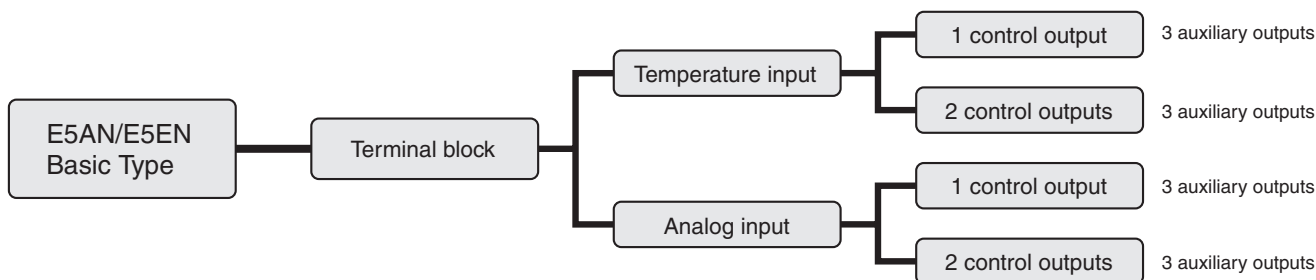 E5AN/E5EN
Basic Type
Terminal block
Temperature input
1 control output
3 auxiliary outputs
2 control outputs
3 auxiliary outputs
Analog input
1 control output
3 auxiliary outputs
2 control outputs
3 auxiliary outputs